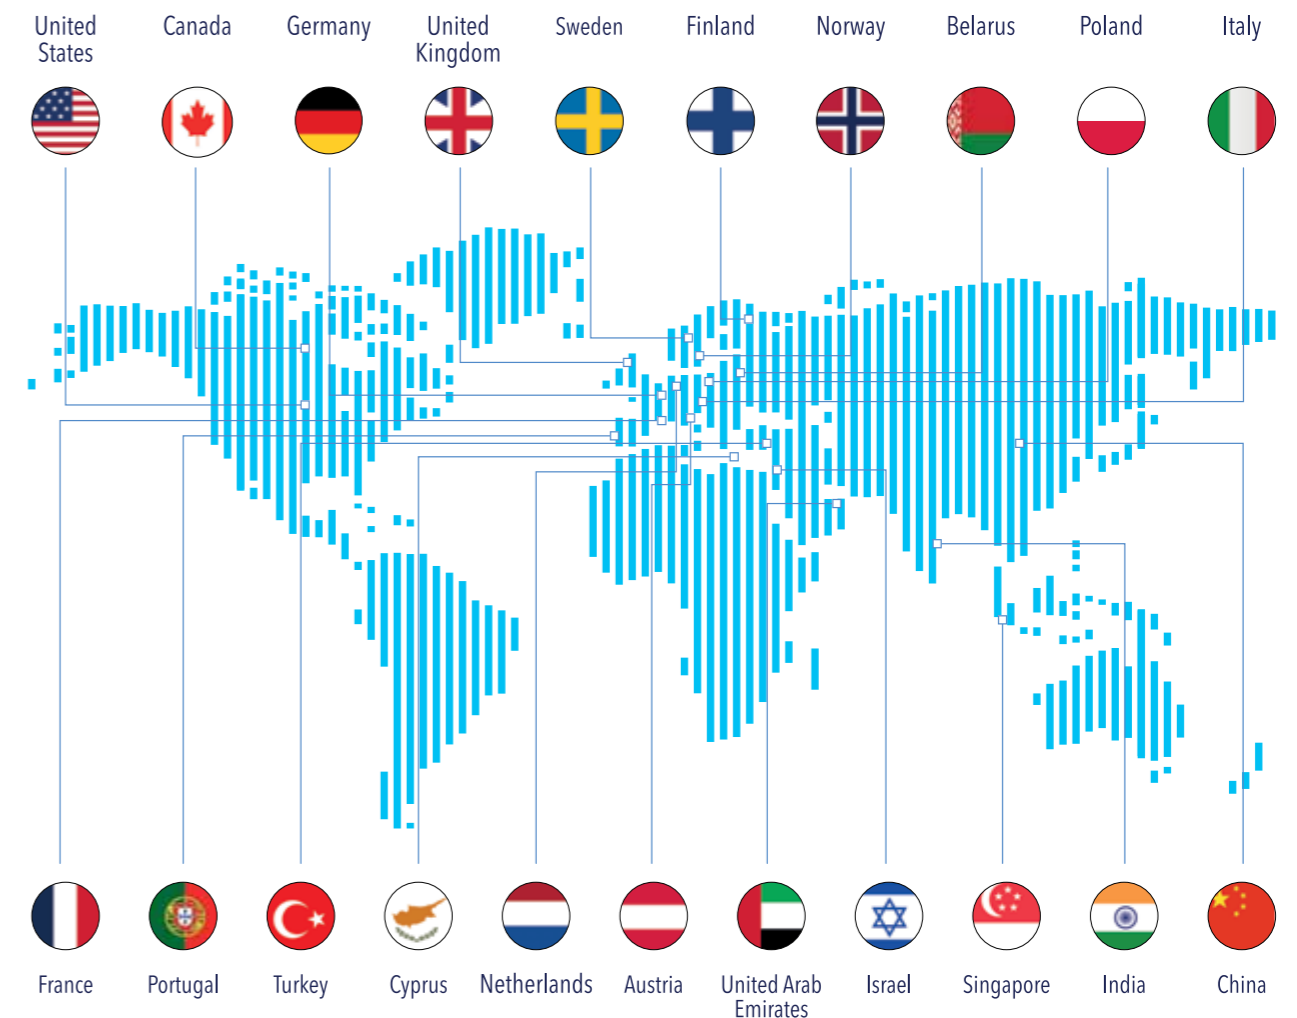 United
States
Canada
Germany
United
Kingdom
Sweden
Finland
Norway
Belarus
Poland
Italy
France
Portugal
Turkey
Cyprus
Netherlands
Austria
United Arab
Emirates
Israel
Singapore
India
China